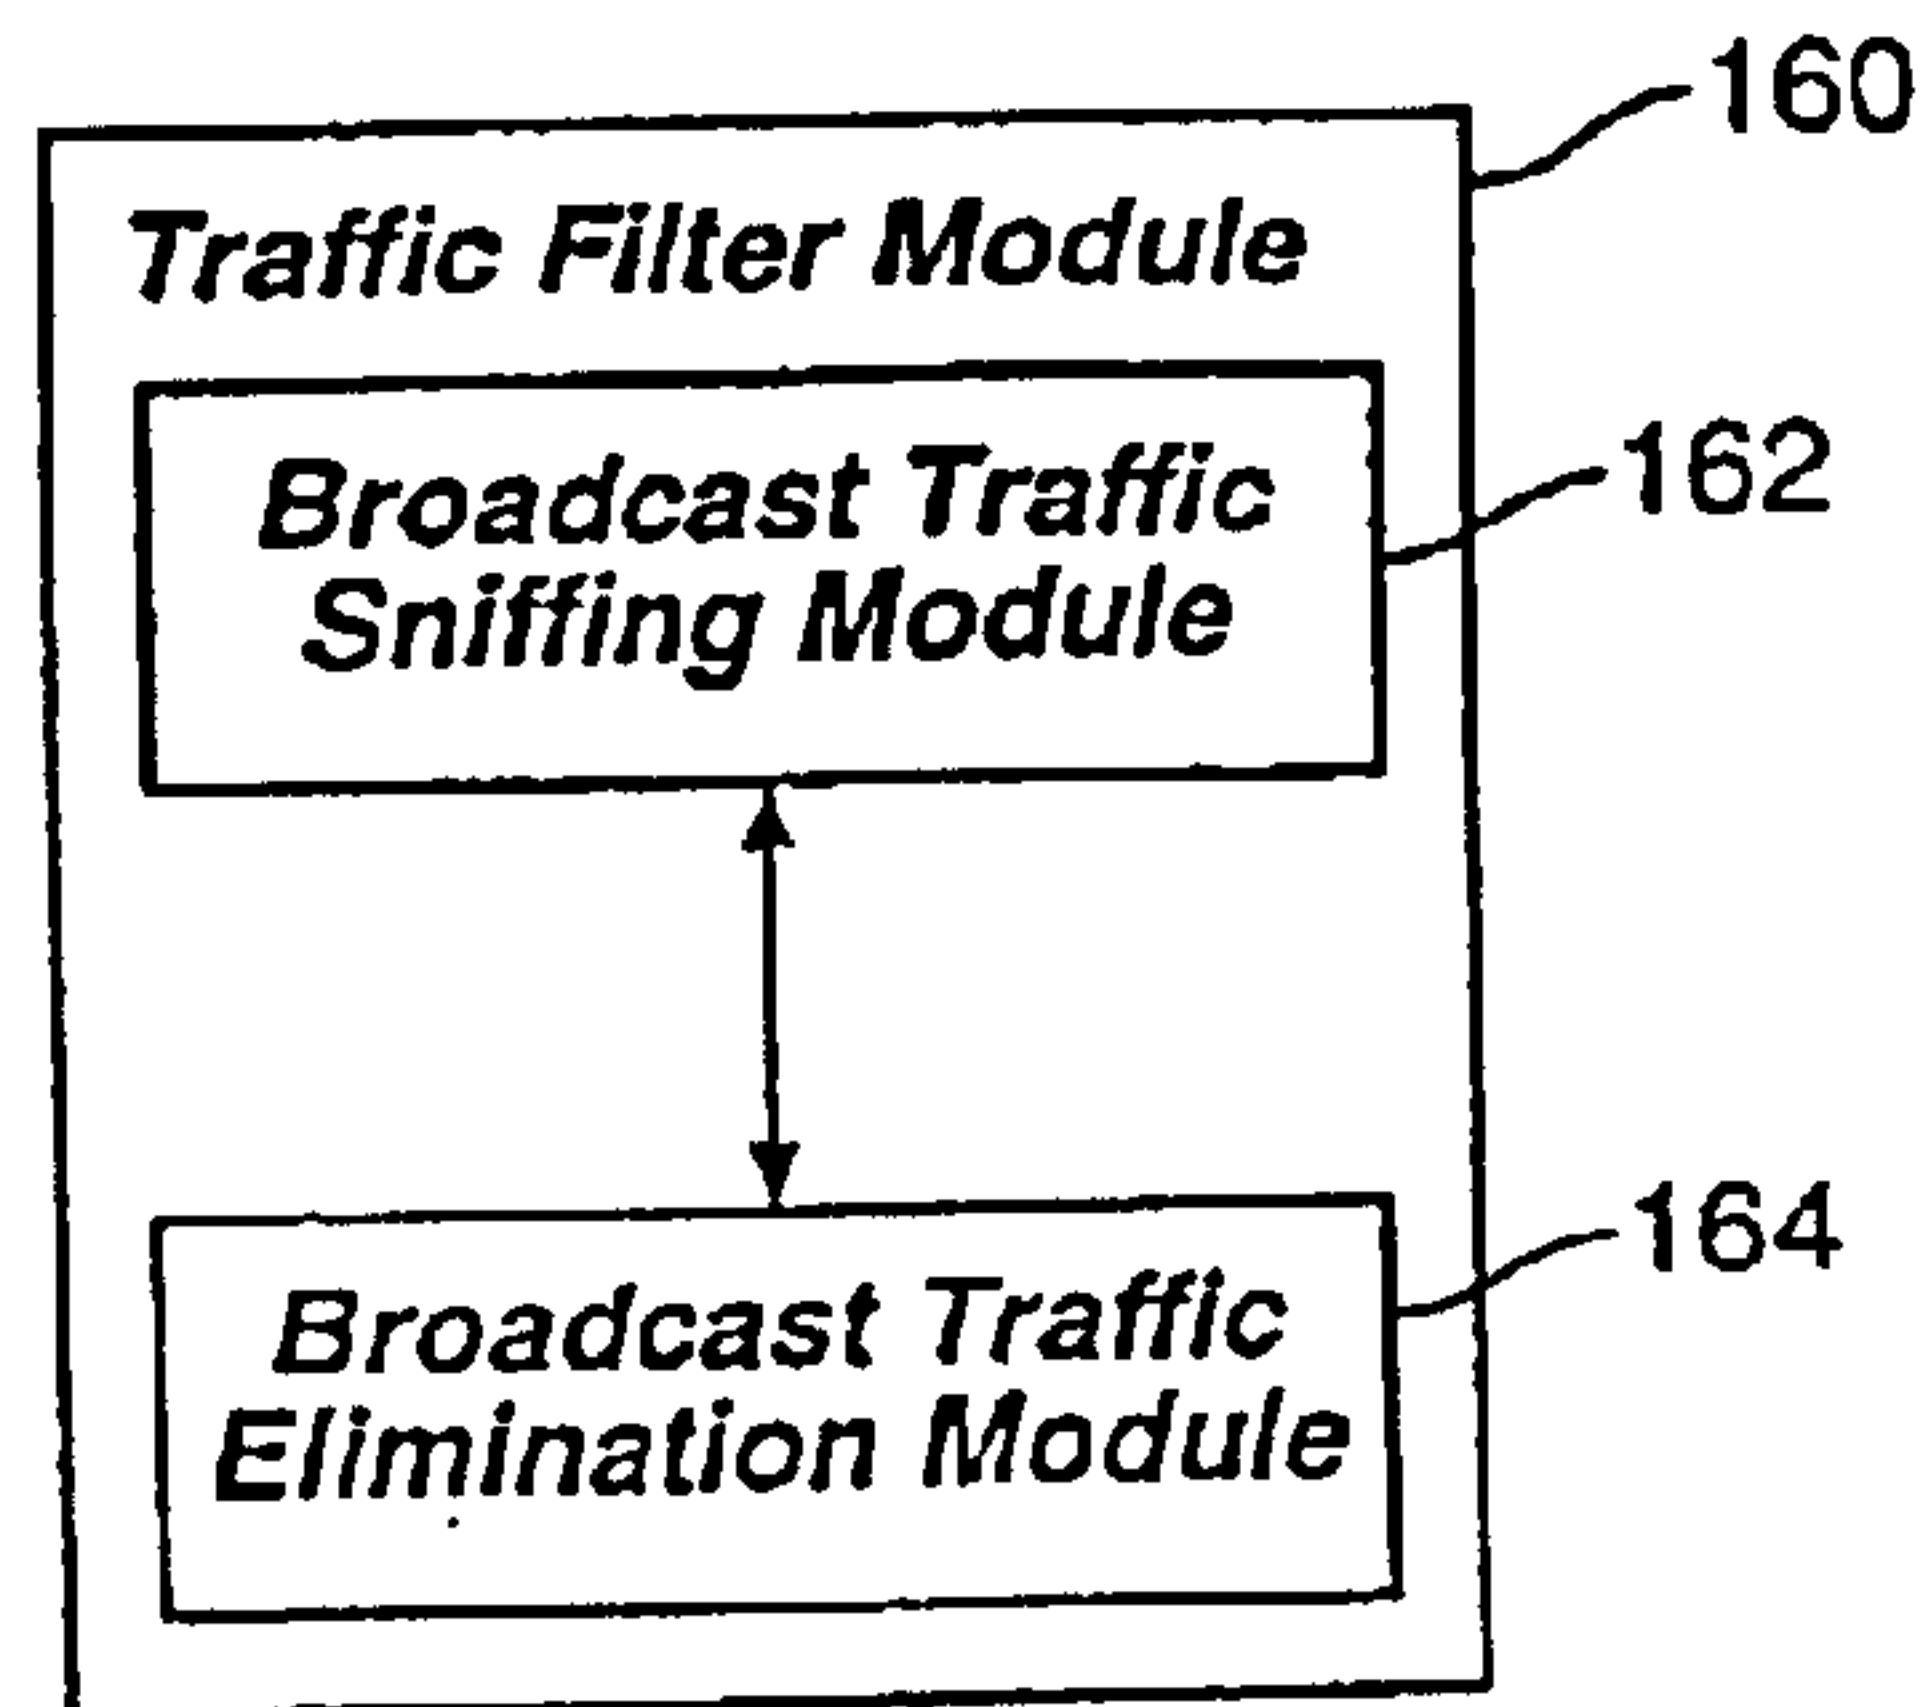 160
Traffic Filter Module
Broadcast Traffic
Sniffing Module
162
Broadcast Traffic
Elimination Module
164